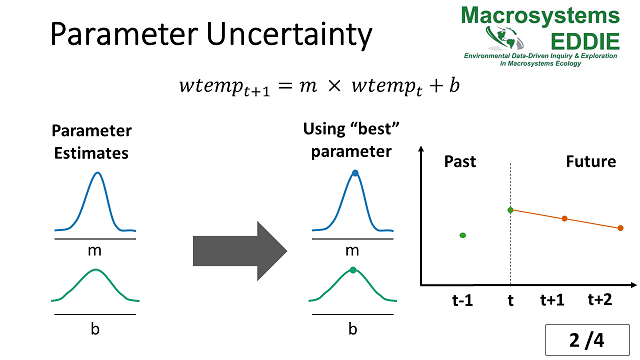 Parameter Uncertainty
Macrosystems
EDDIE
Environmental Data-Driven Inquiry & Exploration
in Macrosystems Ecology
wtemp_{t+1} = m × wtemp_t + b
Parameter
Estimates
m
b
Using “best”
parameter
m
b
Past
Future
t-1
t
t+1
t+2
2 /4